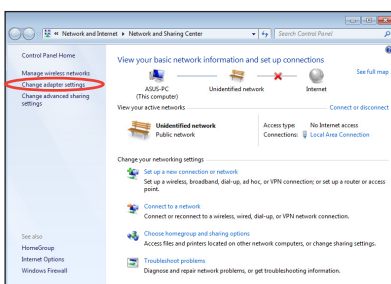 « Network and Internet ▸ Network and Sharing Center
Search Control Panel
Control Panel Home
Manage wireless networks
Change adapter settings
Change advanced sharing
settings
See also
HomeGroup
Internet Options
Windows Firewall
View your basic network information and set up connections
See full map
ASUS-PC
(This computer)
Unidentified network
Internet
View your active networks
Connect or disconnect
Unidentified network
Public network
Access type: No Internet access
Connections: Local Area Connection
Change your networking settings
Set up a new connection or network
Set up a wireless, broadband, dial-up, ad hoc, or VPN connection; or set up a router or access
point.
Connect to a network
Connect or reconnect to a wireless, wired, dial-up, or VPN network connection.
Choose homegroup and sharing options
Access files and printers located on other network computers, or change sharing settings.
Troubleshoot problems
Diagnose and repair network problems, or get troubleshooting information.